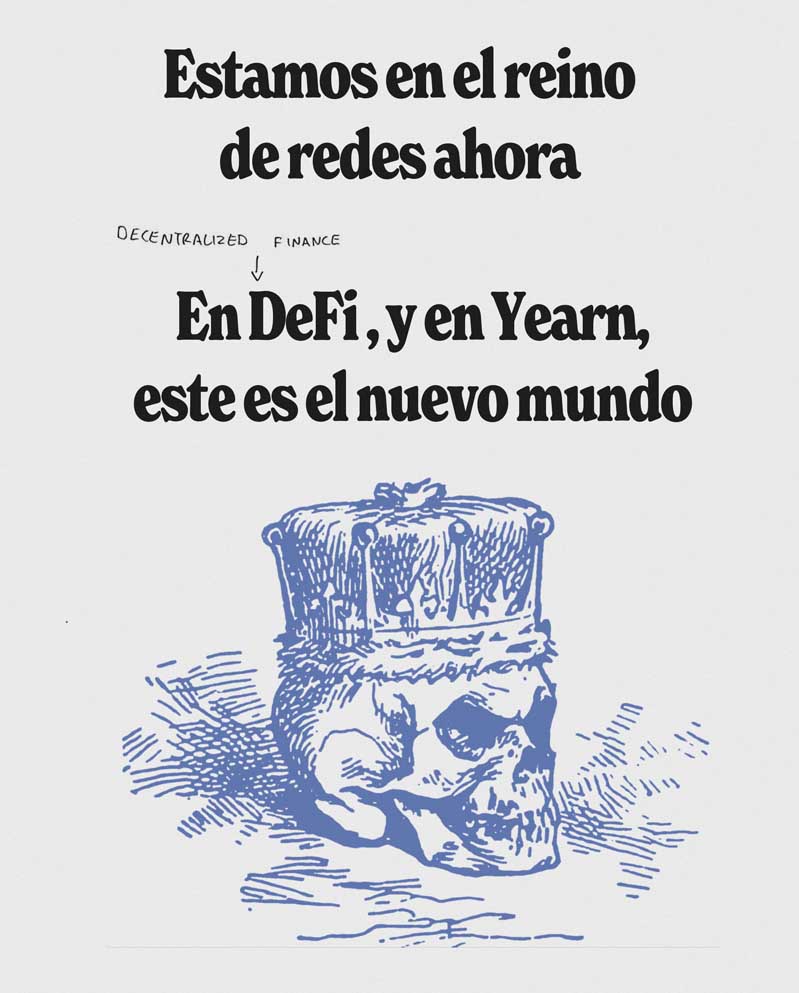 Estamos en el reino
de redes ahora
DECENTRALIZED FINANCE
En DeFi, y en Yearn,
este es el nuevo mundo